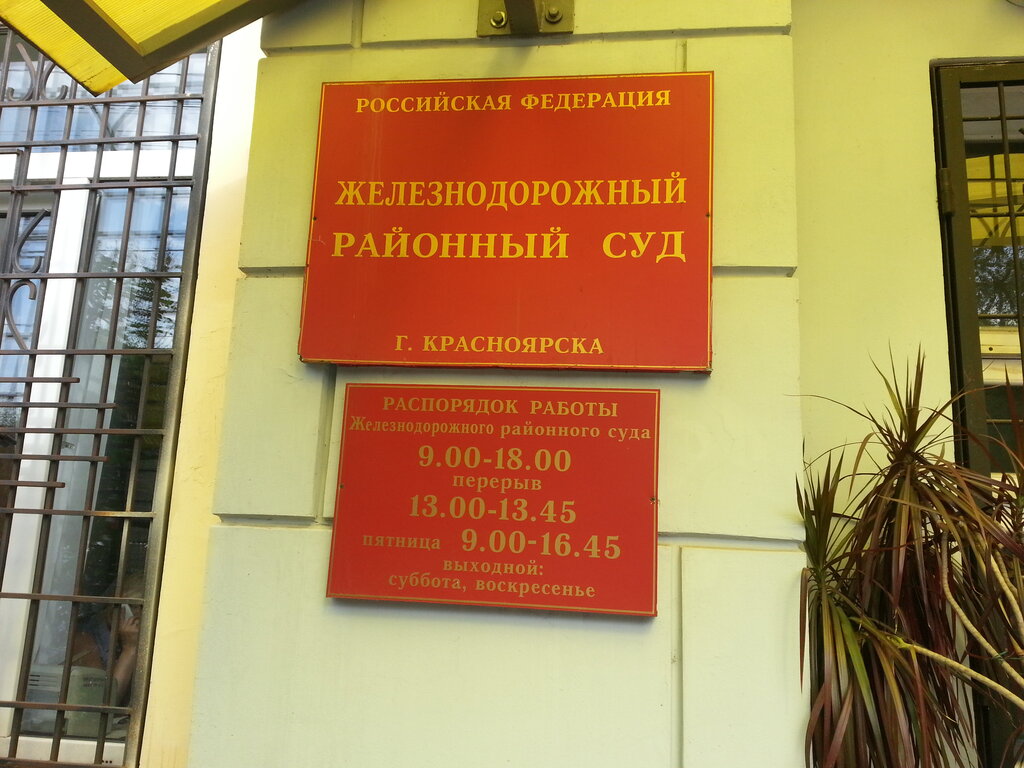 РОССИЙСКАЯ ФЕДЕРАЦИЯ
ЖЕЛЕЗНОДОРОЖНЫЙ
РАЙОННЫЙ СУД
Г. КРАСНОЯРСКА
РАСПОРЯДОК РАБОТЫ
Железнодорожного районного суда
9.00-18.00
перерыв
13.00-13.45
пятница 9.00-16.45
выходной:
суббота, воскресенье